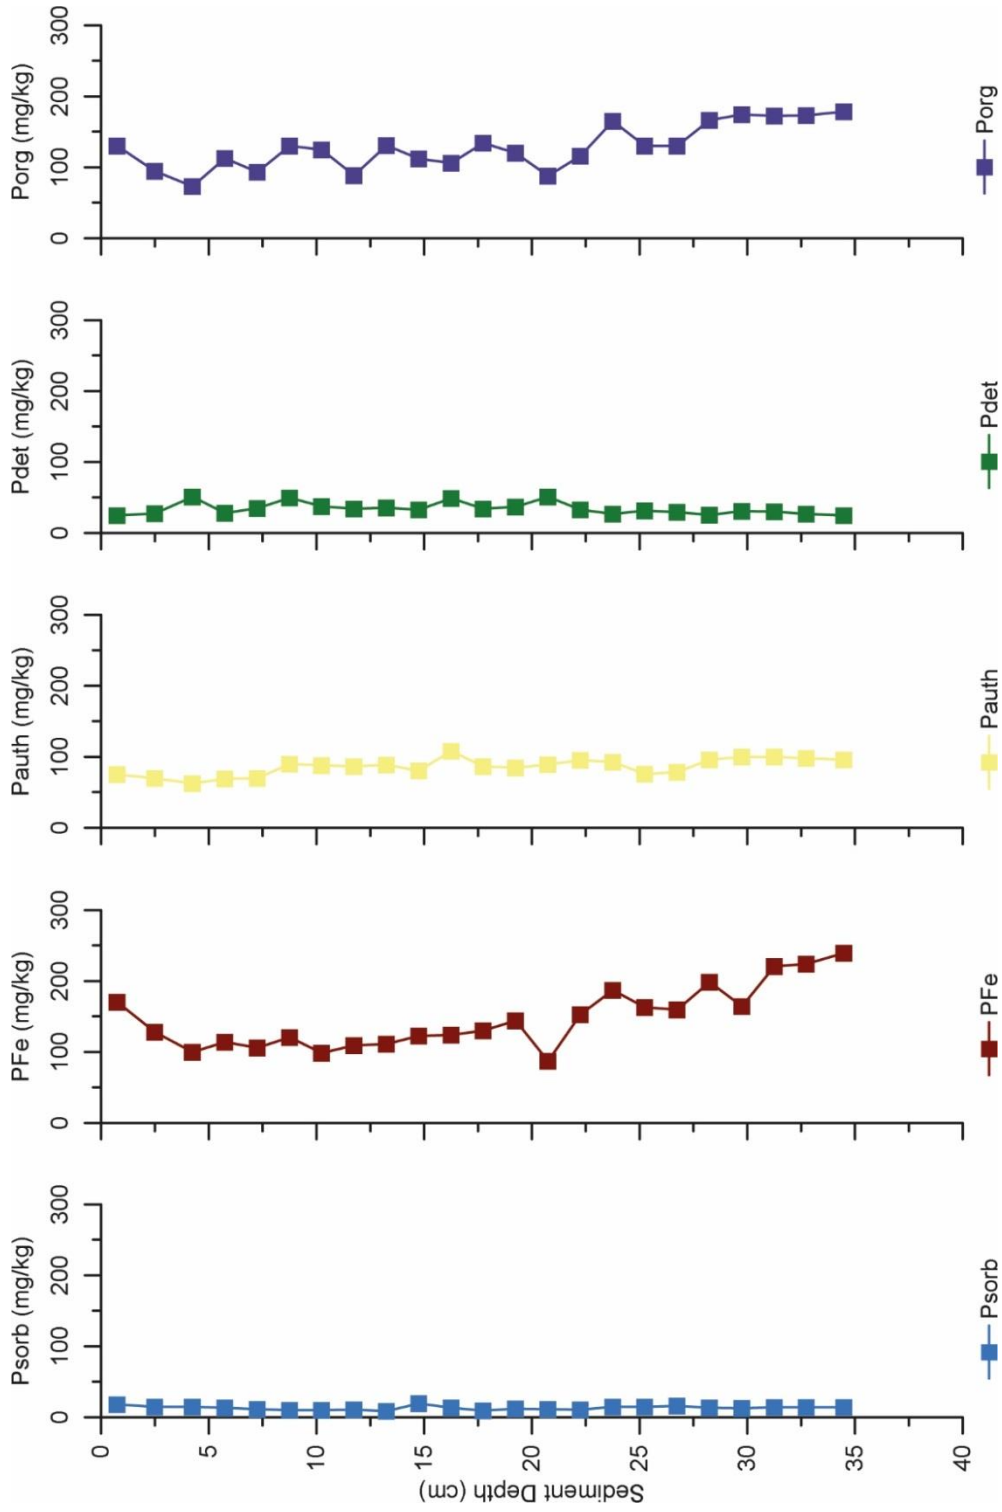 Psorb (mg/kg)
0 100 200 300
PFe (mg/kg)
0 100 200 300
Pauth (mg/kg)
0 100 200 300
Pdet (mg/kg)
0 100 200 300
Porg (mg/kg)
0 100 200 300
Sediment Depth (cm)
0
5
10
15
20
25
30
35
40
Psorb
PFe
Pauth
Pdet
Porg